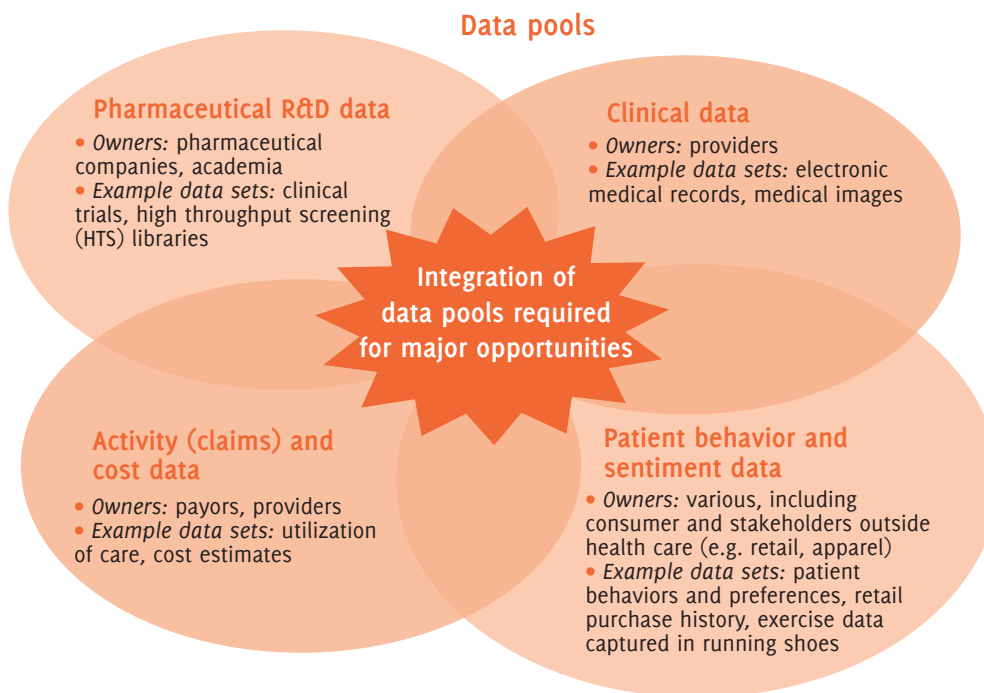 Data pools
Pharmaceutical R&D data
• Owners: pharmaceutical
companies, academia
• Example data sets: clinical
trials, high throughput screening
(HTS) libraries
Clinical data
• Owners: providers
• Example data sets: electronic
medical records, medical images
Integration of
data pools required
for major opportunities
Activity (claims) and
cost data
• Owners: payors, providers
• Example data sets: utilization
of care, cost estimates
Patient behavior and
sentiment data
• Owners: various, including
consumer and stakeholders outside
health care (e.g. retail, apparel)
• Example data sets: patient
behaviors and preferences, retail
purchase history, exercise data
captured in running shoes